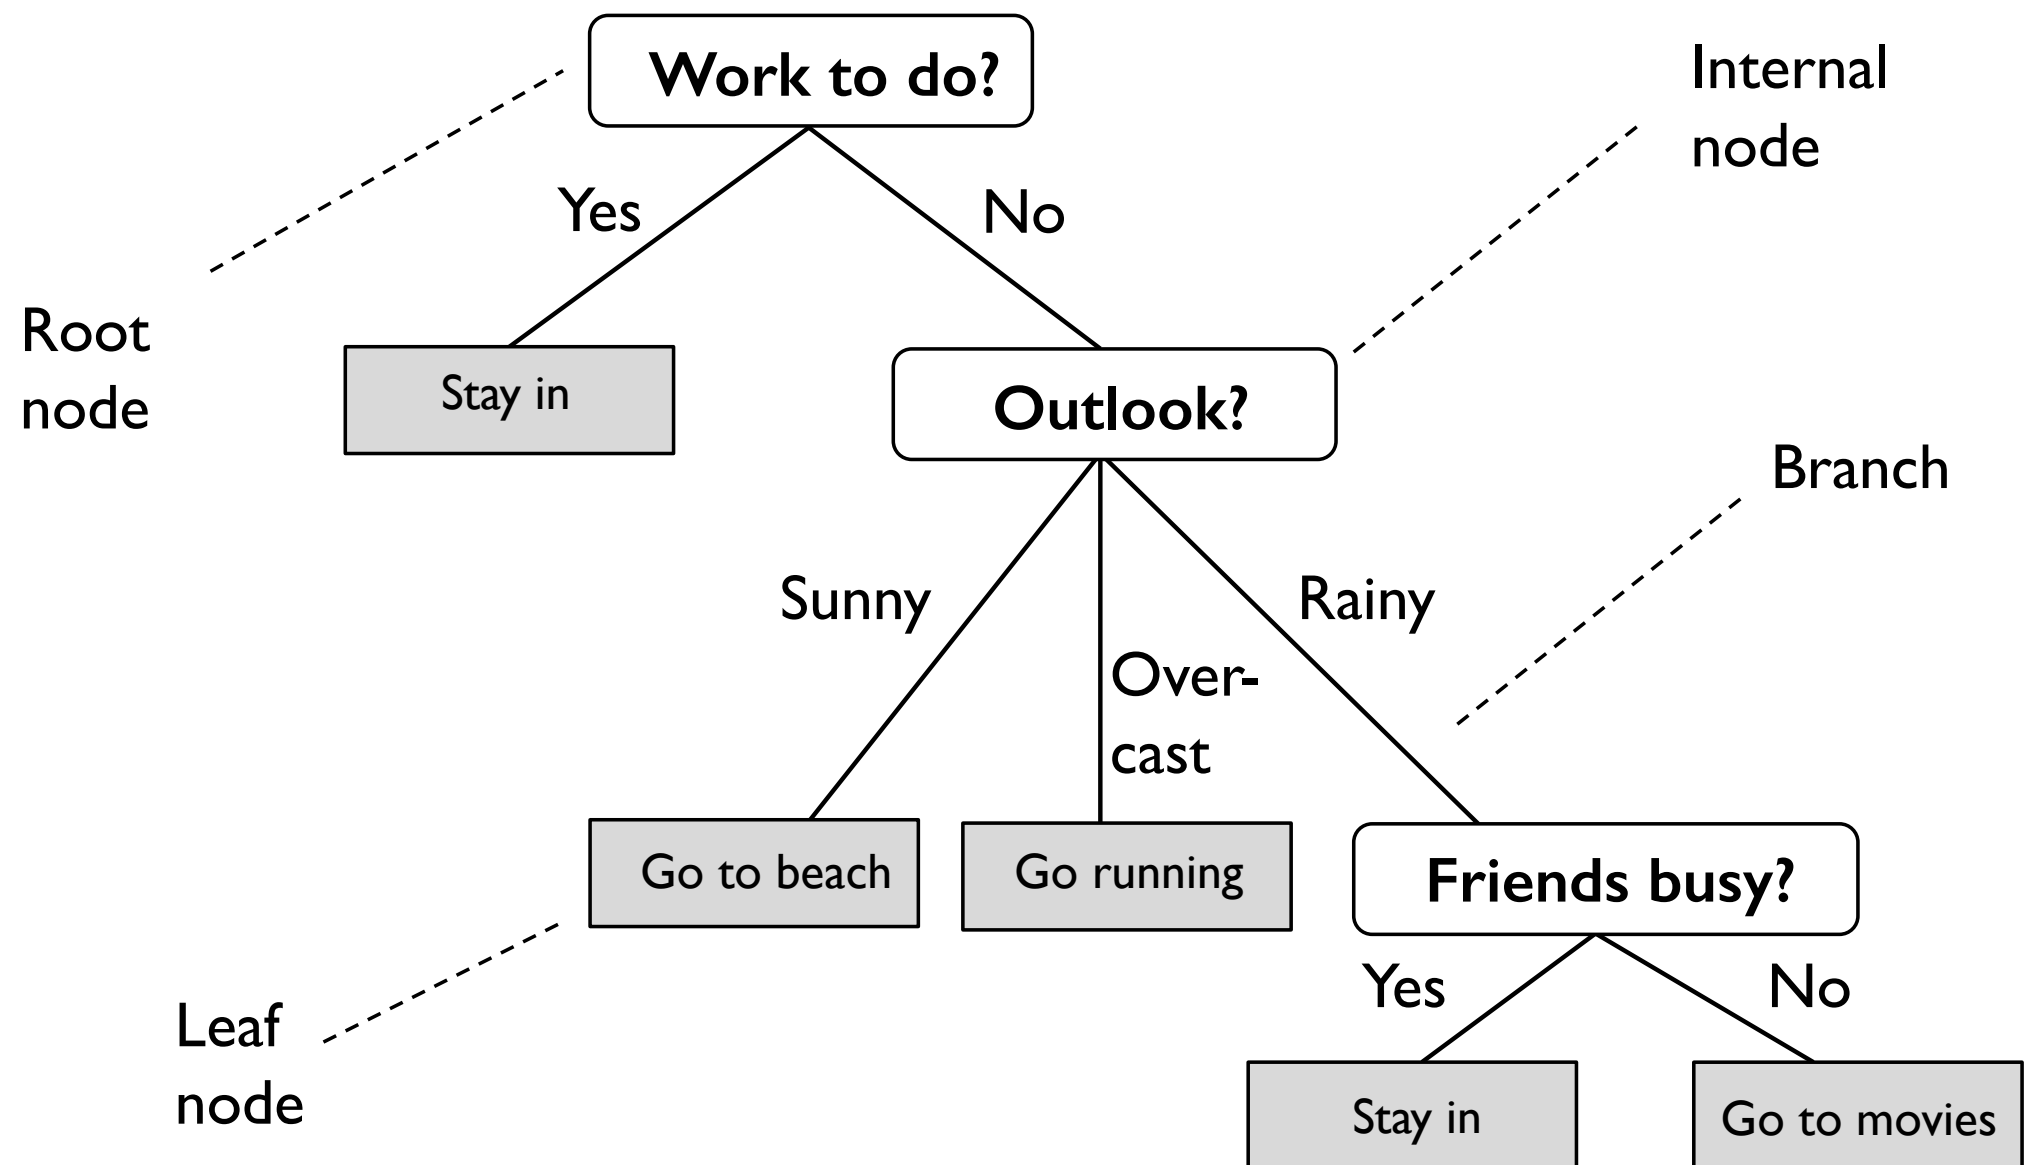 Work to do?
Internal
node
Yes
No
Root
node
Stay in
Outlook?
Branch
Sunny
Rainy
Over-
cast
Go to beach
Go running
Friends busy?
Yes
No
Leaf
node
Stay in
Go to movies